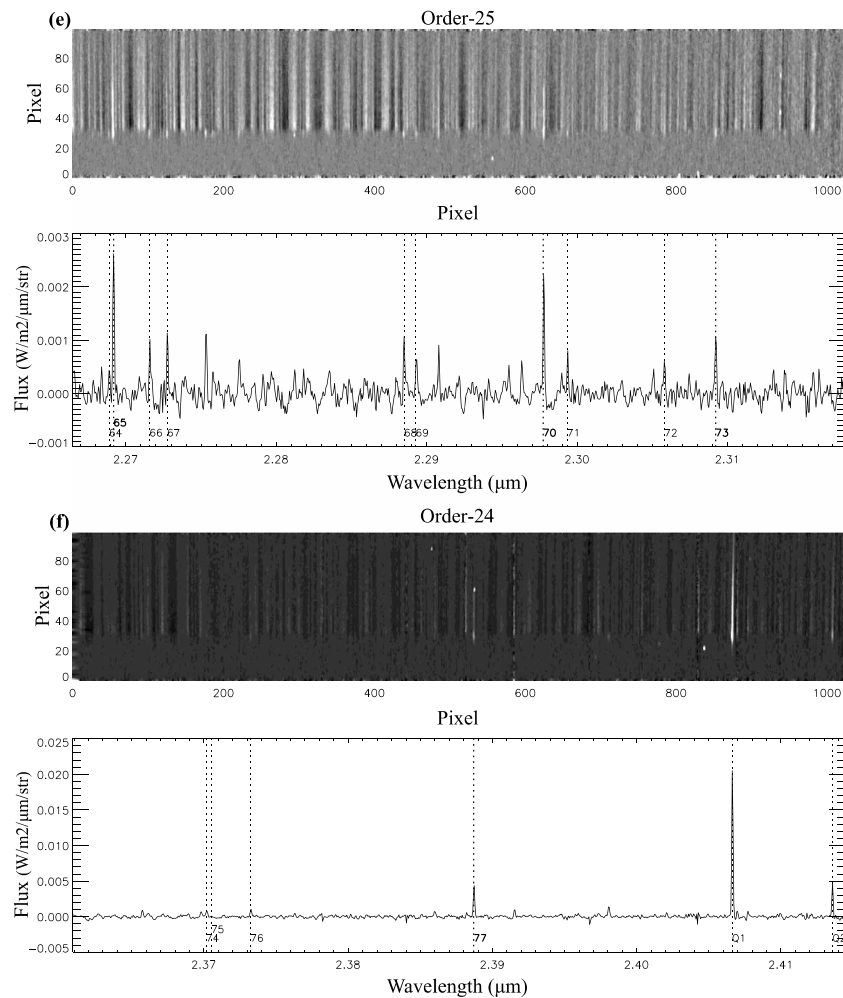 (e)
Order-25
Pixel
80
60
40
20
0
0 200 400 600 800 1000
Pixel
Flux (W/m2/μm/str)
0.003
0.002
0.001
0.000
−0.001
65
64 66 67 68 69 70 71 72 73
2.27 2.28 2.29 2.30 2.31
Wavelength (μm)
(f)
Order-24
Pixel
80
60
40
20
0
0 200 400 600 800 1000
Pixel
Flux (W/m2/μm/str)
0.025
0.020
0.015
0.010
0.005
0.000
−0.005
75
74 76 77 Q1 Q2
2.37 2.38 2.39 2.40 2.41
Wavelength (μm)